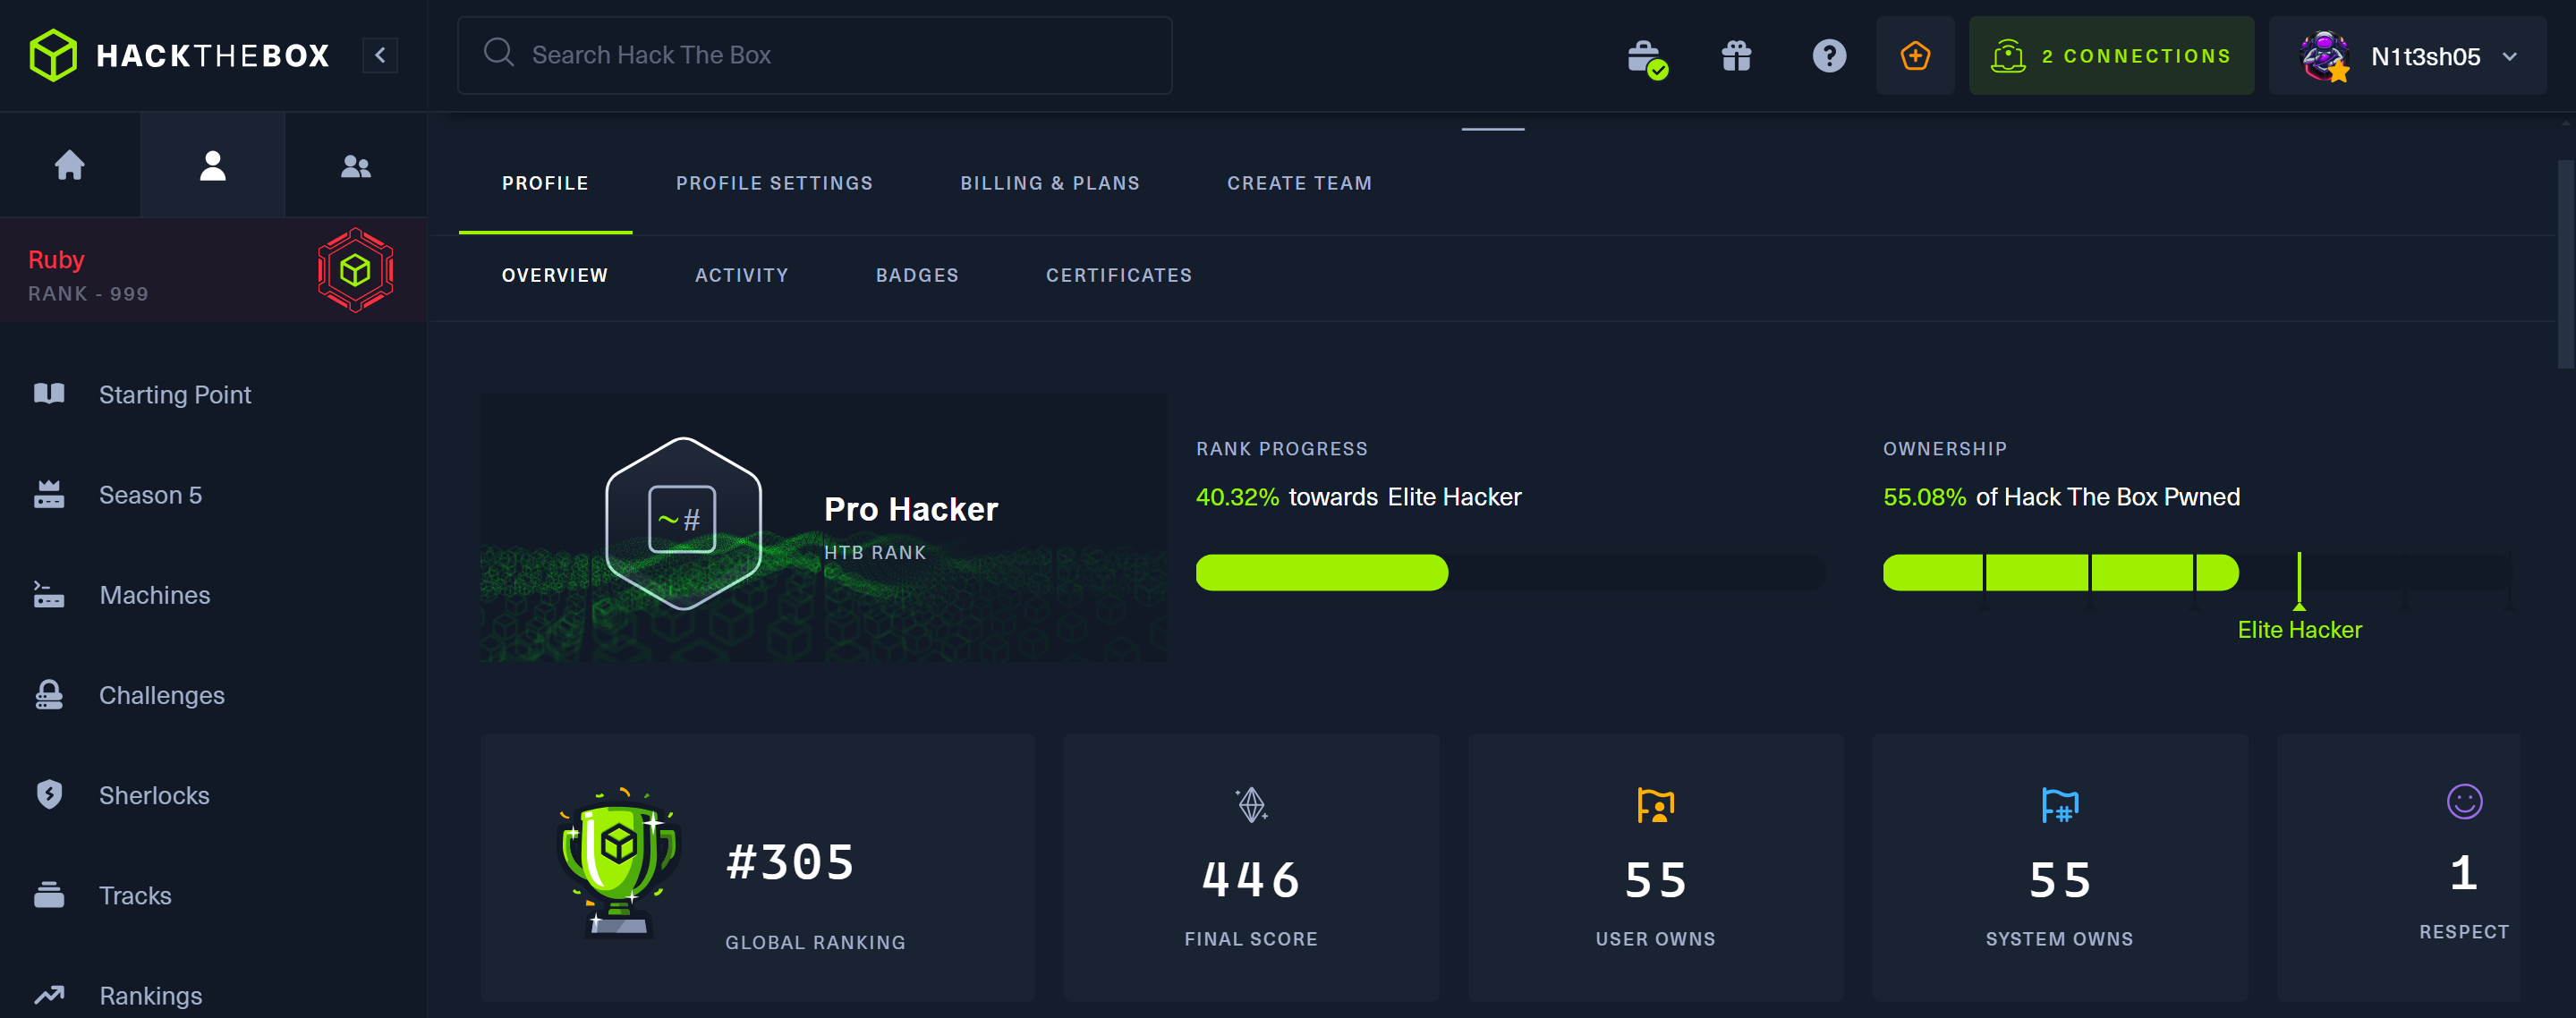 HACKTHEBOX
Search Hack The Box
2 CONNECTIONS
N1t3sh05
Ruby
RANK - 999
Starting Point
Season 5
Machines
Challenges
Sherlocks
Tracks
Rankings
PROFILE
PROFILE SETTINGS
BILLING & PLANS
CREATE TEAM
OVERVIEW
ACTIVITY
BADGES
CERTIFICATES
~#
Pro Hacker
HTB RANK
RANK PROGRESS
40.32% towards Elite Hacker
OWNERSHIP
55.08% of Hack The Box Pwned
Elite Hacker
#305
GLOBAL RANKING
446
FINAL SCORE
55
USER OWNS
#
55
SYSTEM OWNS
1
RESPECT